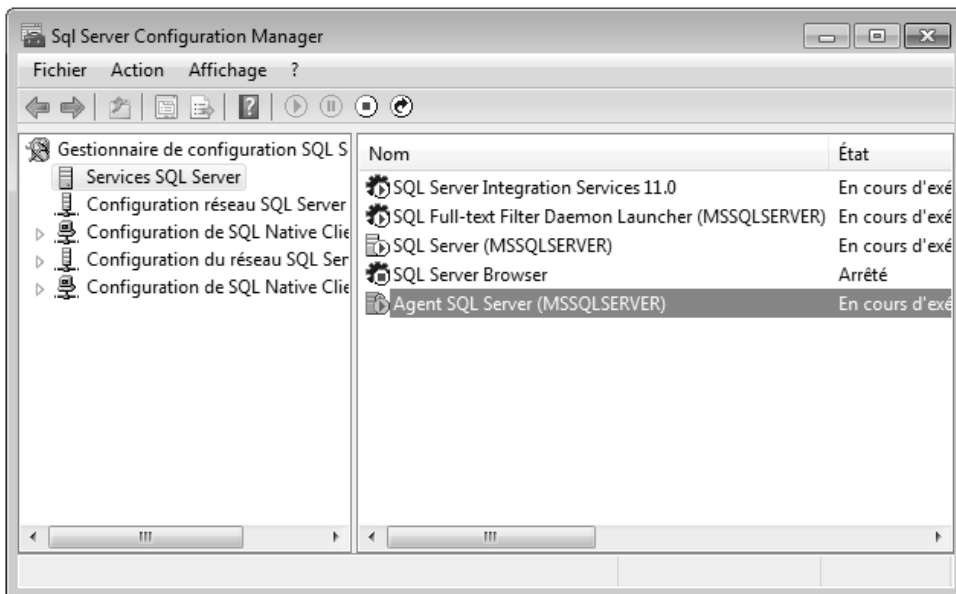 Sql Server Configuration Manager
Fichier Action Affichage ?
Gestionnaire de configuration SQL S
Services SQL Server
Configuration réseau SQL Server
Configuration de SQL Native Clie
Configuration du réseau SQL Ser
Configuration de SQL Native Clie
Nom État
SQL Server Integration Services 11.0 En cours d'exé
SQL Full-text Filter Daemon Launcher (MSSQLSERVER) En cours d'exé
SQL Server (MSSQLSERVER) En cours d'exé
SQL Server Browser Arrêté
Agent SQL Server (MSSQLSERVER) En cours d'exé